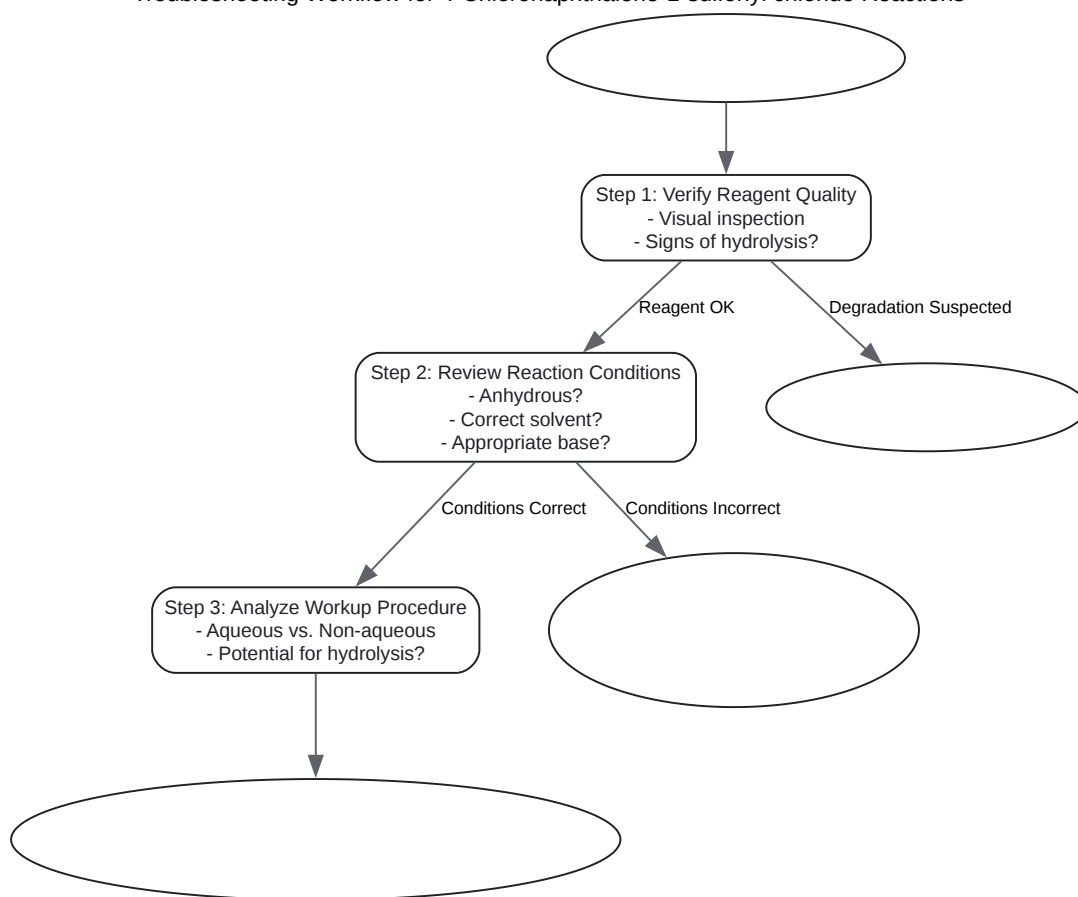 Troubleshooting Workflow for 4-Chloronaphthalene-1-sulfonyl chloride Reactions
Step 1: Verify Reagent Quality
- Visual inspection
- Signs of hydrolysis?
Reagent OK
Degradation Suspected
Step 2: Review Reaction Conditions
- Anhydrous?
- Correct solvent?
- Appropriate base?
Conditions Correct
Conditions Incorrect
Step 3: Analyze Workup Procedure
- Aqueous vs. Non-aqueous
- Potential for hydrolysis?